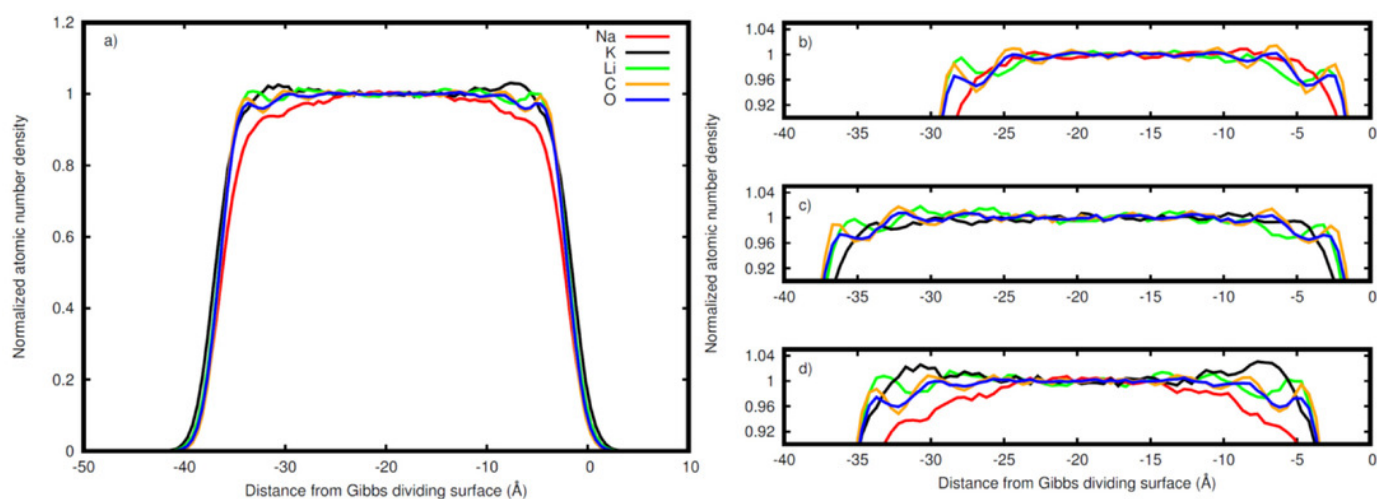 a)
Na
K
Li
C
O
1.2
1
0.8
0.6
0.4
0.2
0
-50 -40 -30 -20 -10 0 10
Normalized atomic number density
Distance from Gibbs dividing surface (Å)
b)
1.04
1
0.96
0.92
-40 -35 -30 -25 -20 -15 -10 -5 0
c)
1.04
1
0.96
0.92
-40 -35 -30 -25 -20 -15 -10 -5 0
d)
1.04
1
0.96
0.92
-40 -35 -30 -25 -20 -15 -10 -5 0
Normalized atomic number density
Distance from Gibbs dividing surface (Å)